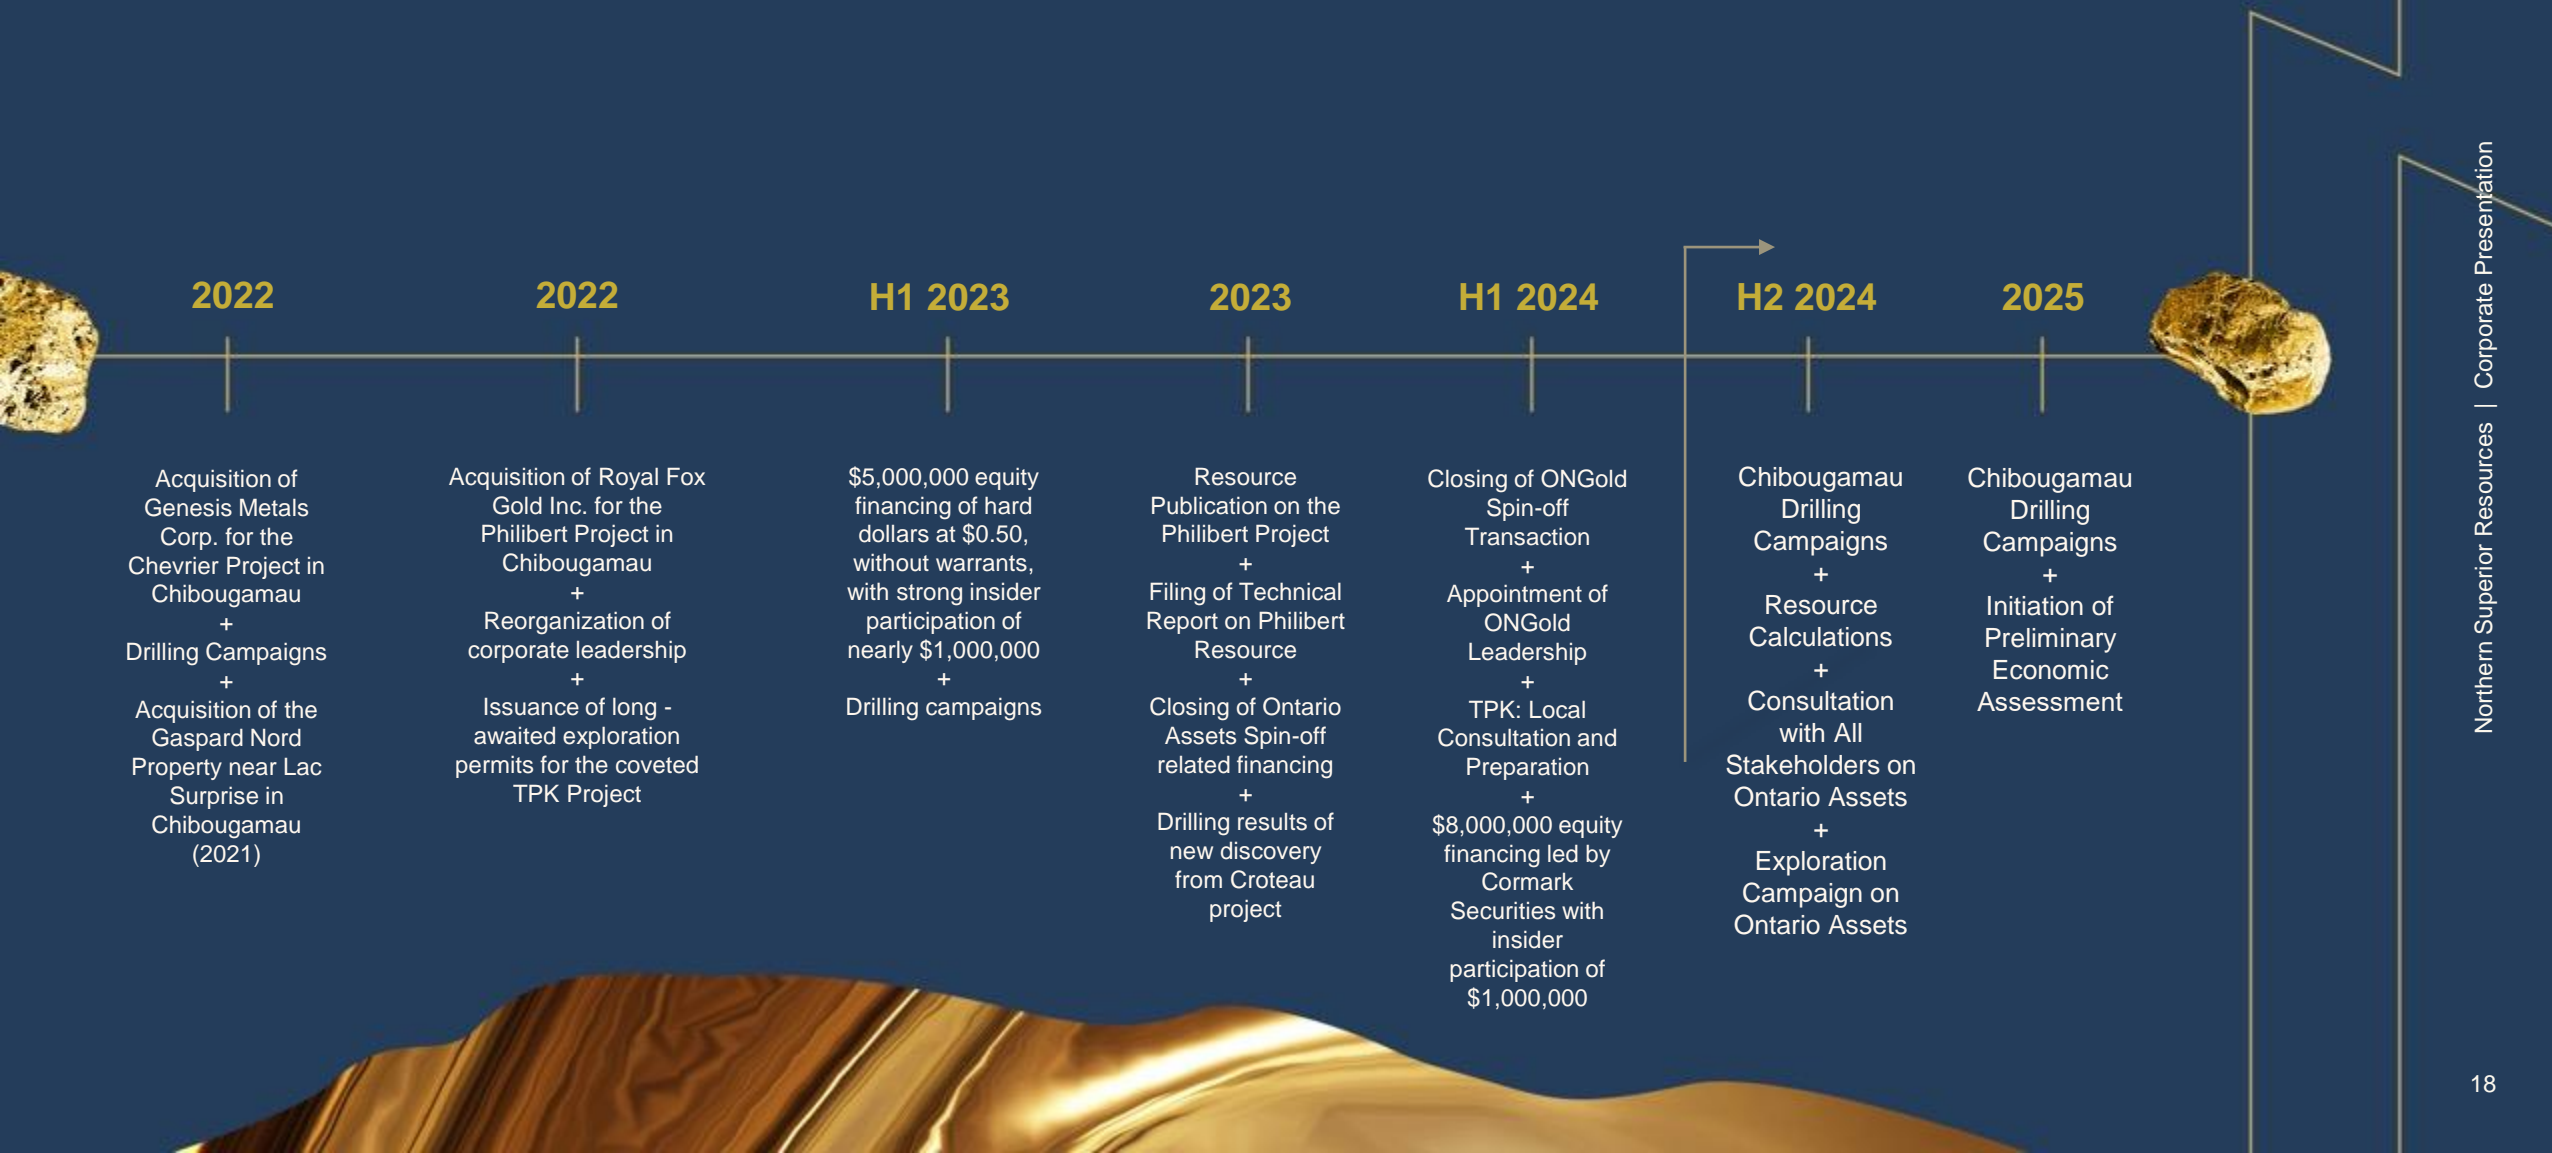 2022
Acquisition of
Genesis Metals
Corp. for the
Chevrier Project in
Chibougamau
+
Drilling Campaigns
+
Acquisition of the
Gaspard Nord
Property near Lac
Surprise in
Chibougamau
(2021)
2022
Acquisition of Royal Fox
Gold Inc. for the
Philibert Project in
Chibougamau
+
Reorganization of
corporate leadership
+
Issuance of long -
awaited exploration
permits for the coveted
TPK Project
H1 2023
$5,000,000 equity
financing of hard
dollars at $0.50,
without warrants,
with strong insider
participation of
nearly $1,000,000
+
Drilling campaigns
2023
Resource
Publication on the
Philibert Project
+
Filing of Technical
Report on Philibert
Resource
+
Closing of Ontario
Assets Spin-off
related financing
+
Drilling results of
new discovery
from Croteau
project
H1 2024
Closing of ONGold
Spin-off
Transaction
+
Appointment of
ONGold
Leadership
+
TPK: Local
Consultation and
Preparation
+
$8,000,000 equity
financing led by
Cormark
Securities with
insider
participation of
$1,000,000
H2 2024
Chibougamau
Drilling
Campaigns
+
Resource
Calculations
+
Consultation
with All
Stakeholders on
Ontario Assets
+
Exploration
Campaign on
Ontario Assets
2025
Chibougamau
Drilling
Campaigns
+
Initiation of
Preliminary
Economic
Assessment
Northern Superior Resources | Corporate Presentation
18